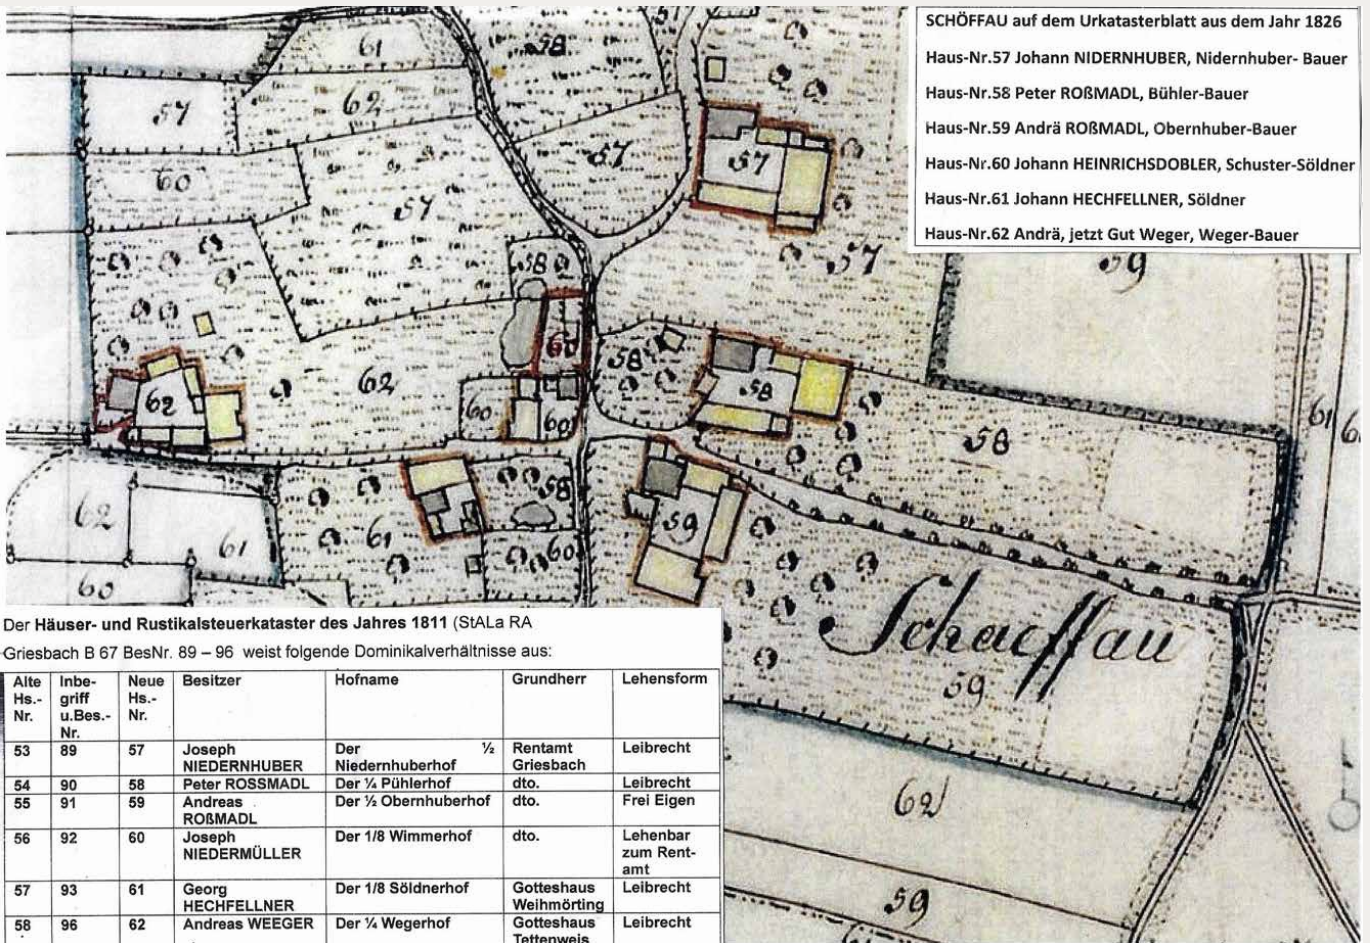 SCHÖFFAU auf dem Urkatasterblatt aus dem Jahr 1826
Haus-Nr.57 Johann NIDERNHUBER, Nidernhuber- Bauer
Haus-Nr.58 Peter ROßMADL, Bühler-Bauer
Haus-Nr.59 Andrä ROßMADL, Obernhuber-Bauer
Haus-Nr.60 Johann HEINRICHSDOBLER, Schuster-Söldner
Haus-Nr.61 Johann HECHFELLNER, Söldner
Haus-Nr.62 Andrä, jetzt Gut Weger, Weger-Bauer
61
58
57
62
57
57
60
57
57
59
58
60
58
62
58
62
60
60
58
61
58
59
62
61
60
60
Schaeffau
59
62
59
Der Häuser- und Rustikalsteuerkataster des Jahres 1811 (StALa RA
Griesbach B 67 BesNr. 89 – 96 weist folgende Dominikalverhältnisse aus:
Alte Hs.-Nr. Inbe-griff u.Bes.-Nr. Neue Hs.-Nr. Besitzer Hofname Grundherr Lehensform
53 89 57 Joseph NIEDERNHUBER Der ½ Niedernhuberhof Rentamt Griesbach Leibrecht
54 90 58 Peter ROSSMADL Der ¼ Pühlerhof dto. Leibrecht
55 91 59 Andreas ROßMADL Der ½ Obernhuberhof dto. Frei Eigen
56 92 60 Joseph NIEDERMÜLLER Der 1/8 Wimmerhof dto. Lehenbar zum Rent-amt
57 93 61 Georg HECHFELLNER Der 1/8 Söldnerhof Gotteshaus Weihmörting Leibrecht
58 96 62 Andreas WEEGER Der ¼ Wegerhof Gotteshaus Tettenweis Leibrecht